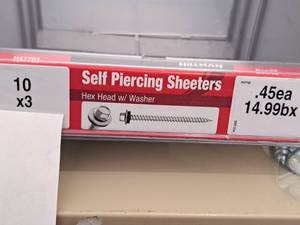 Self Piercing Sheeters
Hex Head w/ Washer
10
x3
.45ea
14.99bx